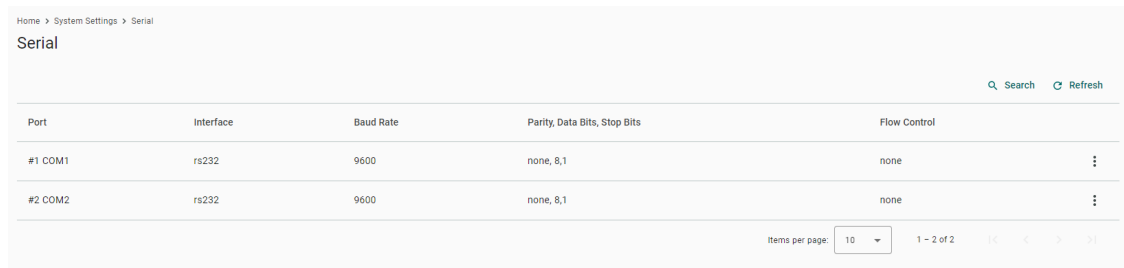 Home > System Settings > Serial
Serial
Search Refresh
Port Interface Baud Rate Parity, Data Bits, Stop Bits Flow Control
#1 COM1 rs232 9600 none, 8,1 none
#2 COM2 rs232 9600 none, 8,1 none
Items per page: 10 1 – 2 of 2